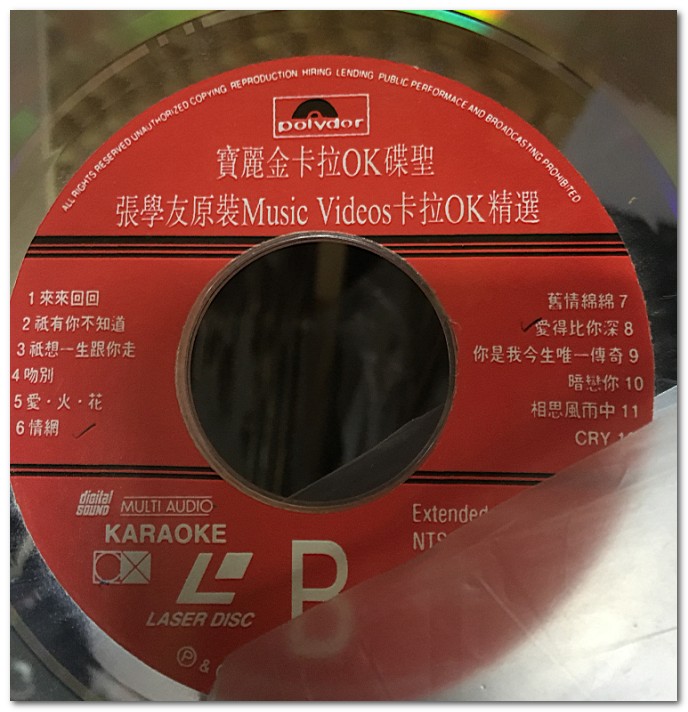 ALL RIGHTS RESERVED UNAUTHORIZED COPYING REPRODUCTION HIRING LENDING PUBLIC PERFORMACE AND BROADCASTING PROHIBITED
polydor
寶麗金卡拉OK碟聖
張學友原裝Music Videos卡拉OK精選
1 來來回回
2 祇有你不知道
3 祇想一生跟你走
4 吻別
5 愛·火·花
6 情網
舊情綿綿 7
愛得比你深 8
你是我今生唯一傳奇 9
暗戀你 10
相思風雨中 11
CRY
digital SOUND
MULTI AUDIO
KARAOKE
LASER DISC
B
Extended
NTS
Ⓟ &